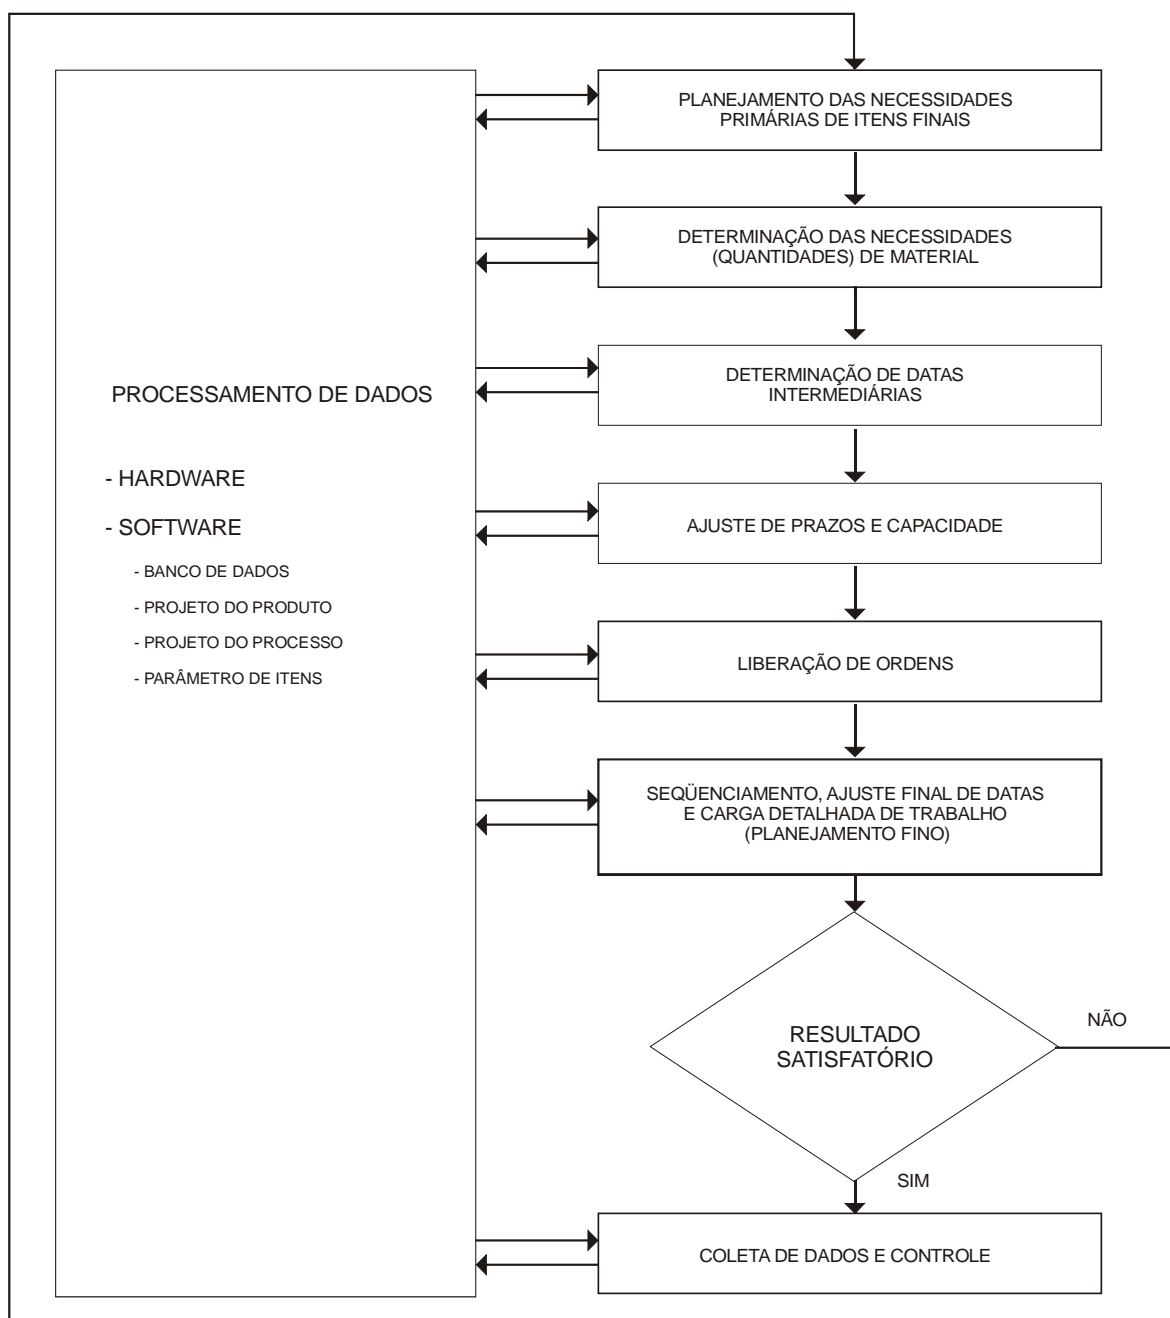 PLANEJAMENTO DAS NECESSIDADES
PRIMÁRIAS DE ITENS FINAIS
DETERMINAÇÃO DAS NECESSIDADES
(QUANTIDADES) DE MATERIAL
DETERMINAÇÃO DE DATAS
INTERMEDIÁRIAS
PROCESSAMENTO DE DADOS
- HARDWARE
- SOFTWARE
- BANCO DE DADOS
- PROJETO DO PRODUTO
- PROJETO DO PROCESSO
- PARÂMETRO DE ITENS
AJUSTE DE PRAZOS E CAPACIDADE
LIBERAÇÃO DE ORDENS
SEQÜENCIAMENTO, AJUSTE FINAL DE DATAS
E CARGA DETALHADA DE TRABALHO
(PLANEJAMENTO FINO)
RESULTADO
SATISFATÓRIO
NÃO
SIM
COLETA DE DADOS E CONTROLE